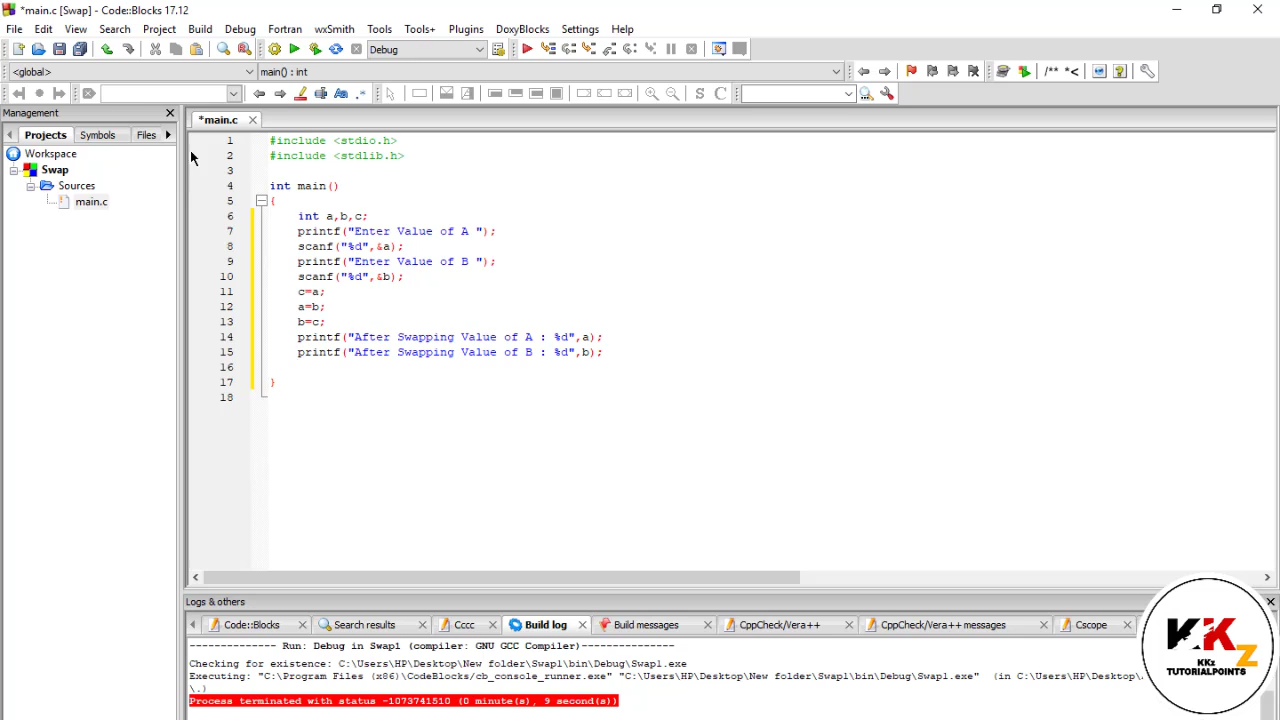 *main.c [Swap] - Code::Blocks 17.12
File Edit View Search Project Build Debug Fortran wxSmith Tools Tools+ Plugins DoxyBlocks Settings Help
Debug
<global> main() : int /** *<
.* S C
Management
Projects Symbols Files
Workspace
Swap
Sources
main.c
*main.c
1 #include <stdio.h>
2 #include <stdlib.h>
3
4 int main()
5 {
6 int a,b,c;
7 printf("Enter Value of A ");
8 scanf("%d",&a);
9 printf("Enter Value of B ");
10 scanf("%d",&b);
11 c=a;
12 a=b;
13 b=c;
14 printf("After Swapping Value of A : %d",a);
15 printf("After Swapping Value of B : %d",b);
16
17 }
18
Logs & others
Code::Blocks Search results Cccc Build log Build messages CppCheck/Vera++ CppCheck/Vera++ messages Cscope
-------------- Run: Debug in Swap1 (compiler: GNU GCC Compiler)---------------
Checking for existence: C:\Users\HP\Desktop\New folder\Swap1\bin\Debug\Swap1.exe
Executing: "C:\Program Files (x86)\CodeBlocks/cb_console_runner.exe" "C:\Users\HP\Desktop\New folder\Swap1\bin\Debug\Swap1.exe" (in C:\Users\HP\Desktop\
\.)
Process terminated with status -1073741510 (0 minute(s), 9 second(s))
KKz
KKz
TUTORIALPOINTS